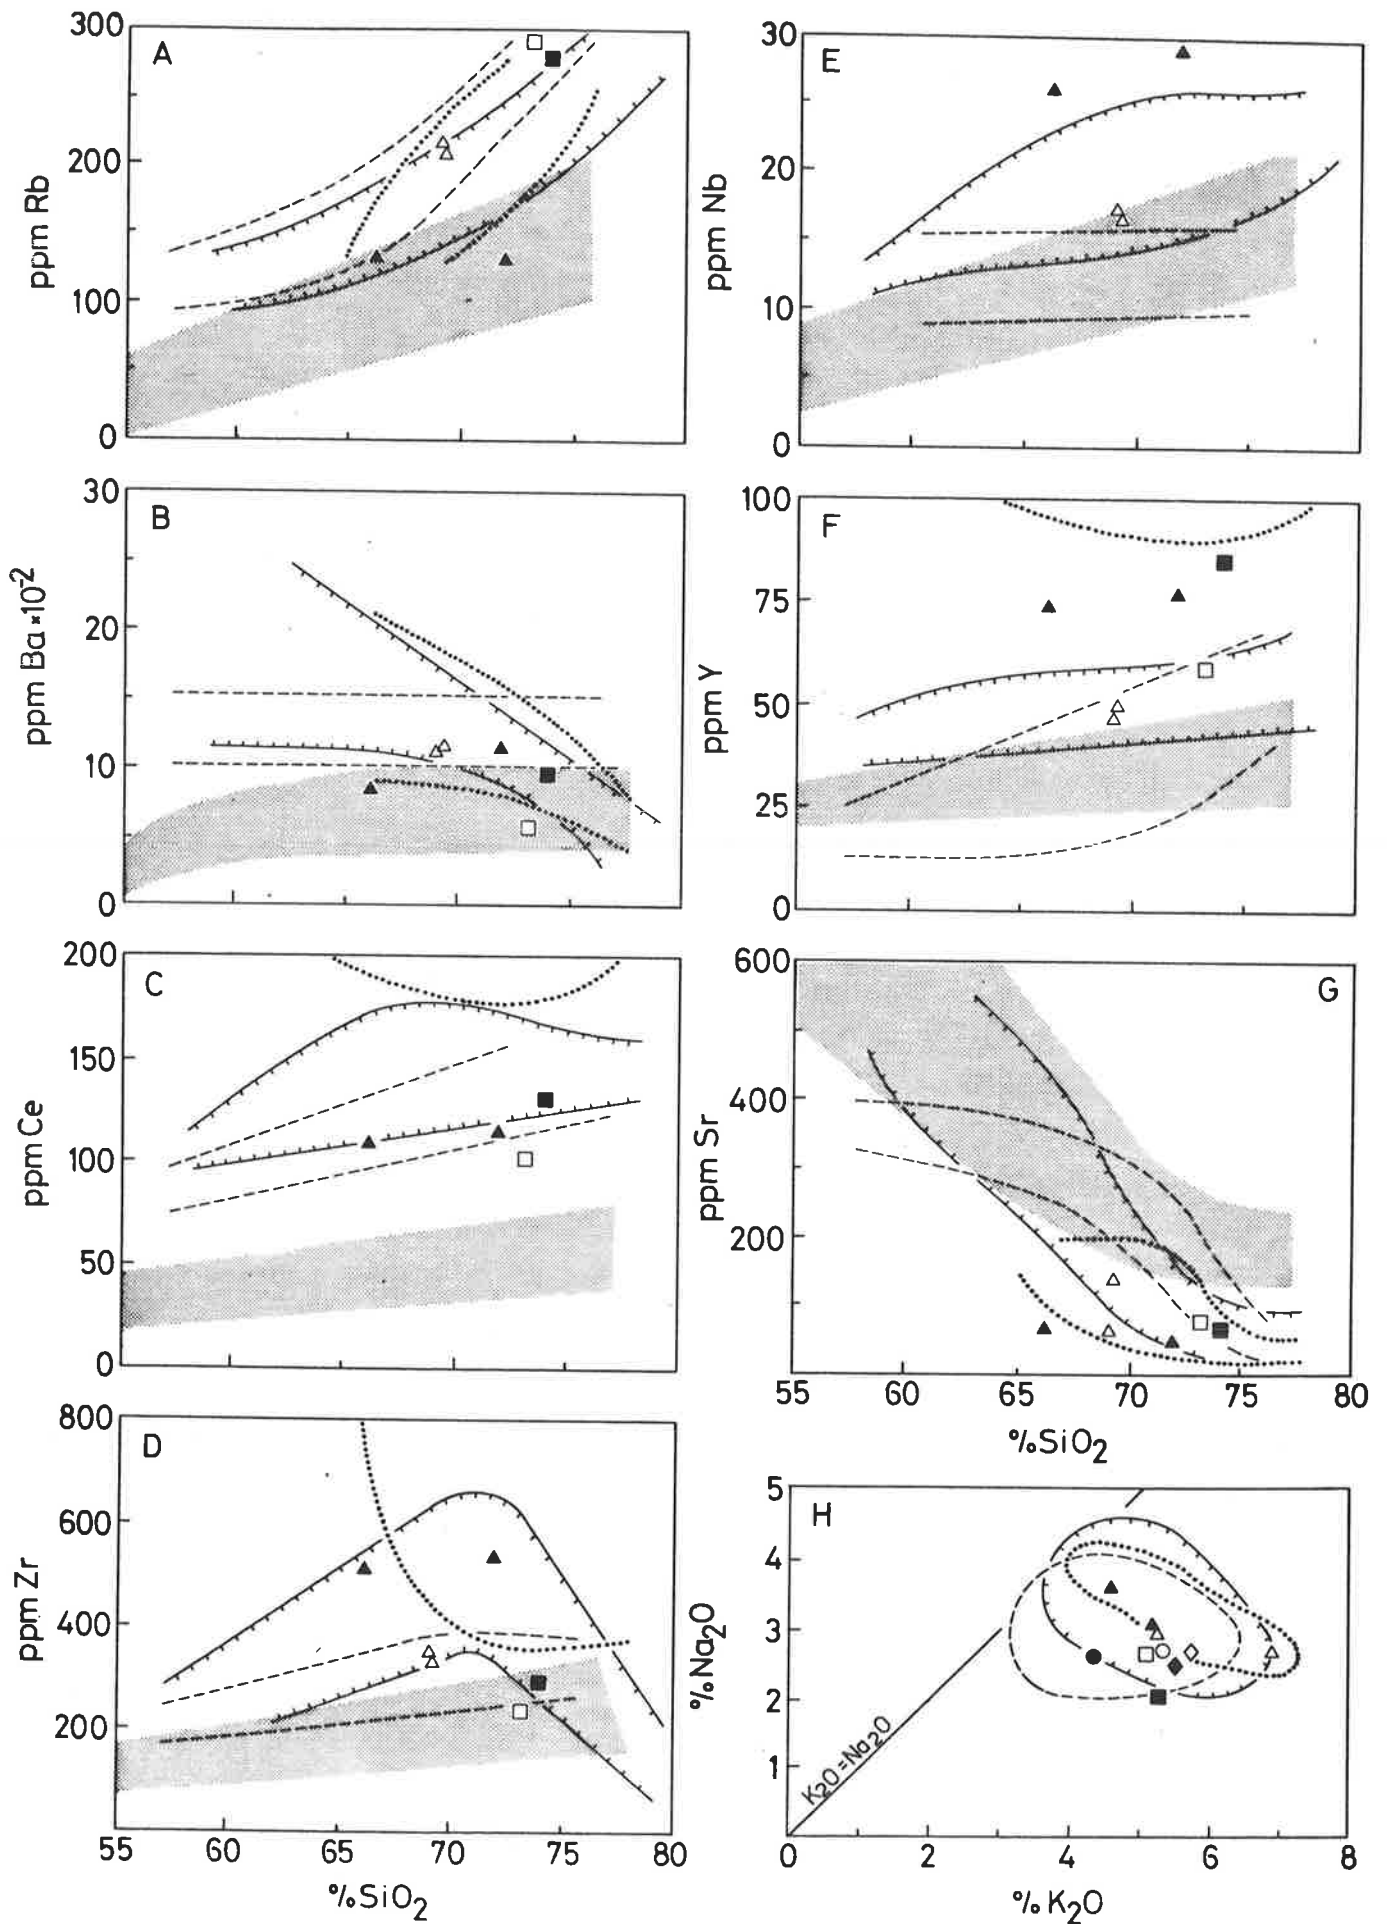 A
300
200
100
0
ppm Rb
B
30
20
10
0
ppm Ba×10⁻²
C
200
150
100
50
0
ppm Ce
D
800
600
400
200
ppm Zr
55 60 65 70 75 80
%SiO₂
E
30
20
10
0
ppm Nb
F
100
75
50
25
0
ppm Y
G
600
400
200
ppm Sr
55 60 65 70 75 80
%SiO₂
H
5
4
3
2
1
%Na₂O
K₂O=Na₂O
0 2 4 6 8
%K₂O